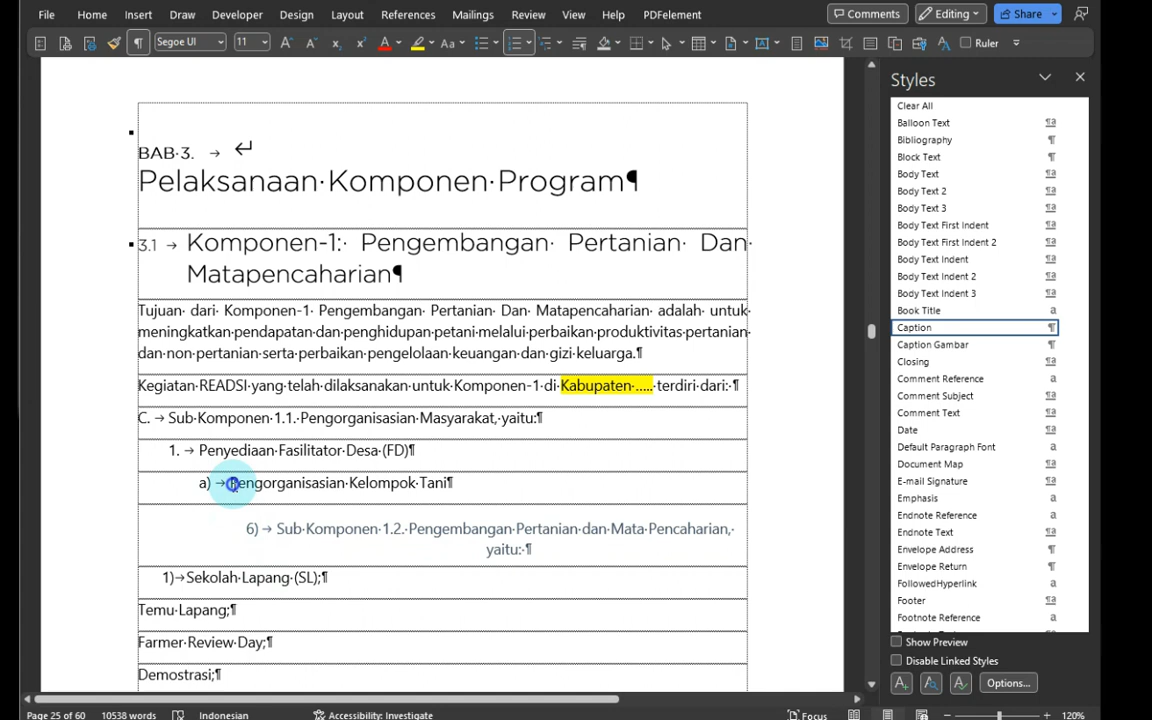 File Home Insert Draw Developer Design Layout References Mailings Review View Help PDFelement Comments Editing Share
Segoe UI 11 Ruler
BAB 3.
Pelaksanaan Komponen Program
3.1 Komponen-1: Pengembangan Pertanian Dan
Matapencaharian
Tujuan dari Komponen-1 Pengembangan Pertanian Dan Matapencaharian adalah untuk
meningkatkan pendapatan dan penghidupan petani melalui perbaikan produktivitas pertanian
dan non pertanian serta perbaikan pengelolaan keuangan dan gizi keluarga.
Kegiatan READSI yang telah dilaksanakan untuk Komponen-1 di Kabupaten ..... terdiri dari:
C. Sub Komponen 1.1. Pengorganisasian Masyarakat, yaitu:
1. Penyediaan Fasilitator Desa (FD)
a) Pengorganisasian Kelompok Tani
6) Sub Komponen 1.2. Pengembangan Pertanian dan Mata Pencaharian,
yaitu:
1) Sekolah Lapang (SL);
Temu Lapang;
Farmer Review Day;
Demostrasi;
Styles
Clear All
Balloon Text
Bibliography
Block Text
Body Text
Body Text 2
Body Text 3
Body Text First Indent
Body Text First Indent 2
Body Text Indent
Body Text Indent 2
Body Text Indent 3
Book Title
Caption
Caption Gambar
Closing
Comment Reference
Comment Subject
Comment Text
Date
Default Paragraph Font
Document Map
E-mail Signature
Emphasis
Endnote Reference
Endnote Text
Envelope Address
Envelope Return
FollowedHyperlink
Footer
Footnote Reference
Show Preview
Disable Linked Styles
Options...
Page 25 of 60 10538 words Indonesian Accessibility: Investigate Focus 120%